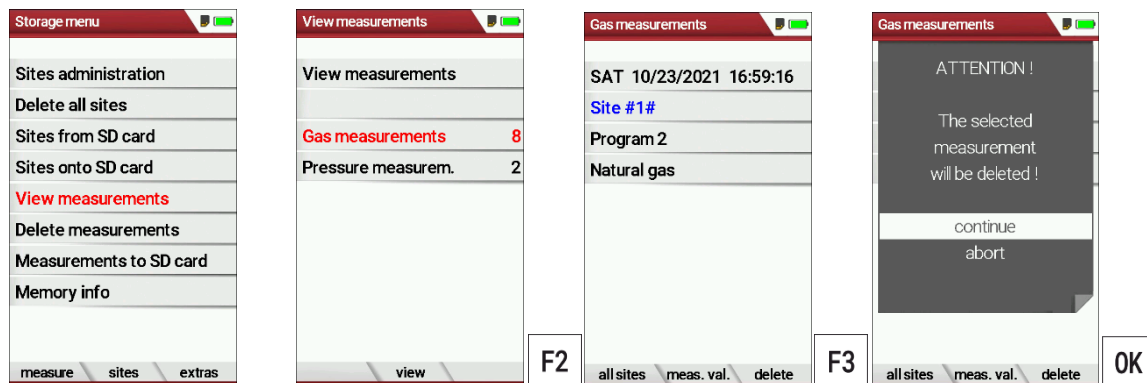 Storage menu
Sites administration
Delete all sites
Sites from SD card
Sites onto SD card
View measurements
Delete measurements
Measurements to SD card
Memory info
measure sites extras
View measurements
View measurements
Gas measurements 8
Pressure measurem. 2
view
F2
Gas measurements
SAT 10/23/2021 16:59:16
Site #1#
Program 2
Natural gas
all sites meas. val. delete
F3
Gas measurements
ATTENTION !
The selected
measurement
will be deleted !
continue
abort
all sites meas. val. delete
OK